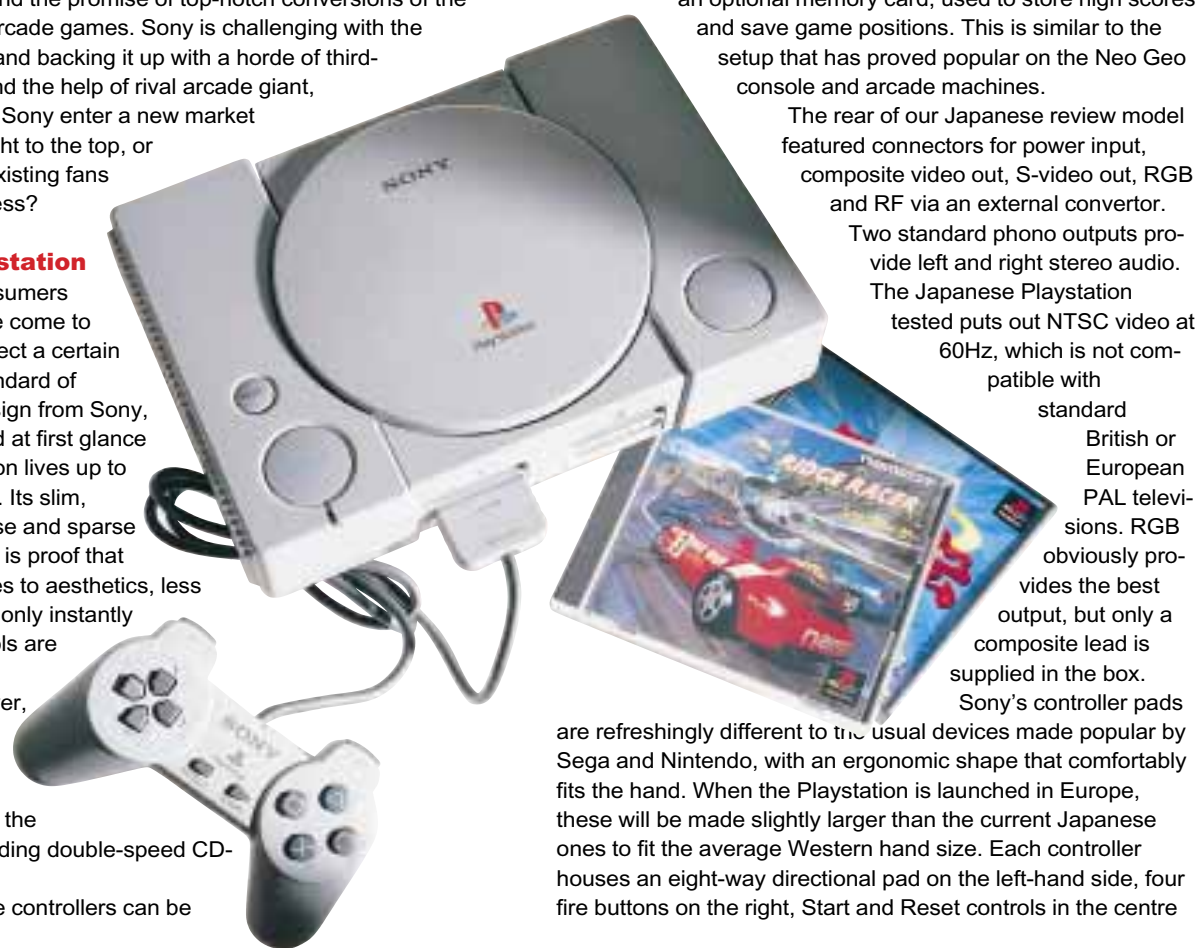 nd the promise of top-notch conversions of the
rcade games. Sony is challenging with the
and backing it up with a horde of third-
nd the help of rival arcade giant,
Sony enter a new market
ht to the top, or
xisting fans
ess?
station
sumers
e come to
ect a certain
ndard of
sign from Sony,
d at first glance
on lives up to
. Its slim,
se and sparse
is proof that
es to aesthetics, less
only instantly
ols are
er,
the
ding double-speed CD-
e controllers can be
SONY
PlayStation
SONY
RIDGE RACER
namco
an optional memory card, used to store high scores
and save game positions. This is similar to the
setup that has proved popular on the Neo Geo
console and arcade machines.
The rear of our Japanese review model
featured connectors for power input,
composite video out, S-video out, RGB
and RF via an external convertor.
Two standard phono outputs pro-
vide left and right stereo audio.
The Japanese Playstation
tested puts out NTSC video at
60Hz, which is not com-
patible with
standard
British or
European
PAL televi-
sions. RGB
obviously pro-
vides the best
output, but only a
composite lead is
supplied in the box.
Sony's controller pads
are refreshingly different to the usual devices made popular by
Sega and Nintendo, with an ergonomic shape that comfortably
fits the hand. When the Playstation is launched in Europe,
these will be made slightly larger than the current Japanese
ones to fit the average Western hand size. Each controller
houses an eight-way directional pad on the left-hand side, four
fire buttons on the right, Start and Reset controls in the centre